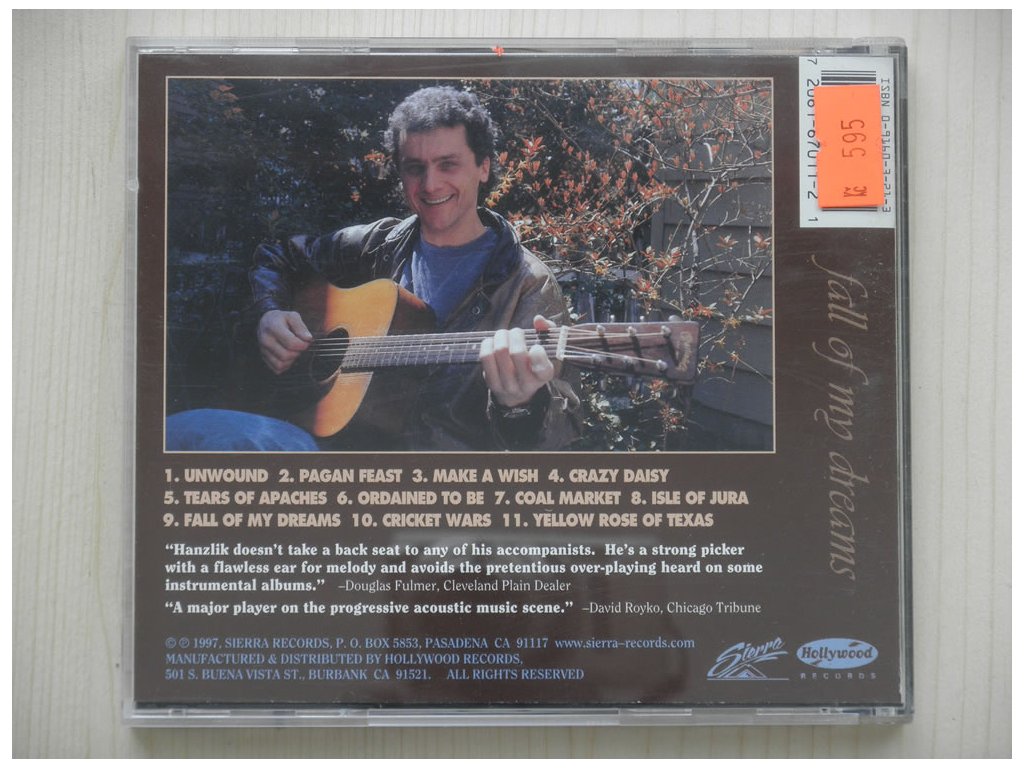 1. UNWOUND 2. PAGAN FEAST 3. MAKE A WISH 4. CRAZY DAISY
5. TEARS OF APACHES 6. ORDAINED TO BE 7. COAL MARKET 8. ISLE OF JURA
9. FALL OF MY DREAMS 10. CRICKET WARS 11. YELLOW ROSE OF TEXAS
“Hanzlik doesn't take a back seat to any of his accompanists. He's a strong picker
with a flawless ear for melody and avoids the pretentious over-playing heard on some
instrumental albums.” –Douglas Fulmer, Cleveland Plain Dealer
“A major player on the progressive acoustic music scene.” –David Royko, Chicago Tribune
© ℗ 1997, SIERRA RECORDS, P. O. BOX 5853, PASADENA CA 91117 www.sierra-records.com
MANUFACTURED & DISTRIBUTED BY HOLLYWOOD RECORDS,
501 S. BUENA VISTA ST., BURBANK CA 91521. ALL RIGHTS RESERVED
Sierra
Hollywood
RECORDS
fall of my dreams
Kč 595